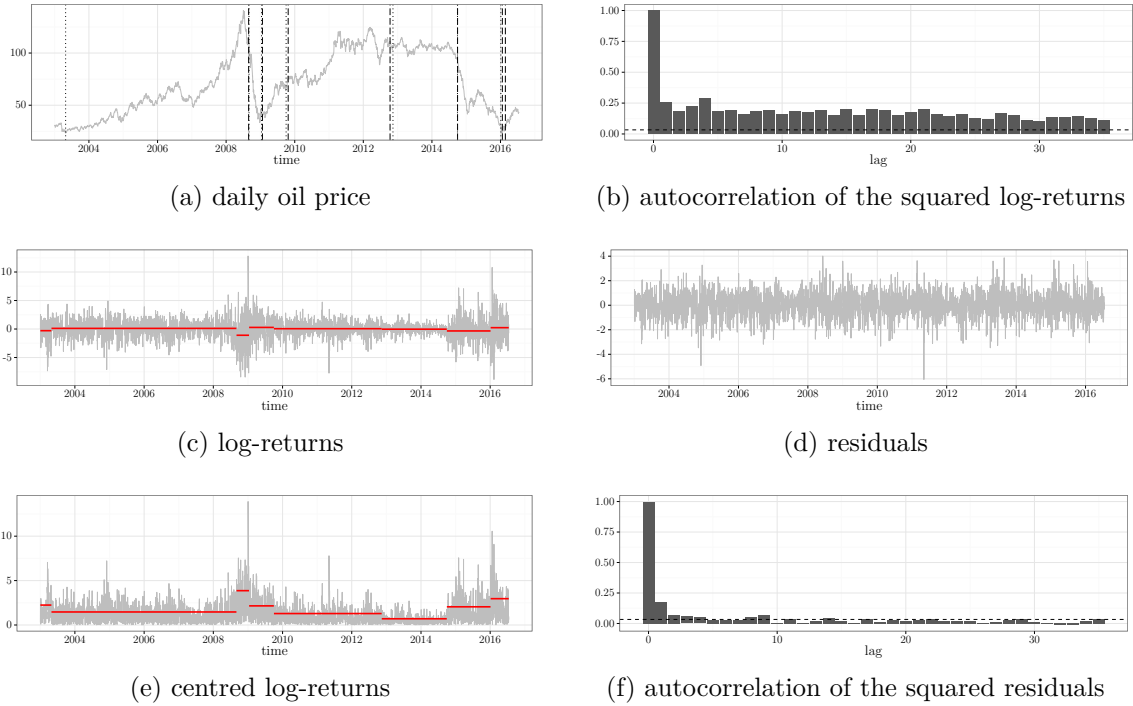 100
50
2004 2006 2008 2010 2012 2014 2016
time
(a) daily oil price
1.00
0.75
0.50
0.25
0.00
0 10 20 30
lag
(b) autocorrelation of the squared log-returns
10
5
0
-5
2004 2006 2008 2010 2012 2014 2016
time
(c) log-returns
4
2
0
-2
-4
-6
2004 2006 2008 2010 2012 2014 2016
time
(d) residuals
10
5
0
2004 2006 2008 2010 2012 2014 2016
time
(e) centred log-returns
1.00
0.75
0.50
0.25
0.00
0 10 20 30
lag
(f) autocorrelation of the squared residuals